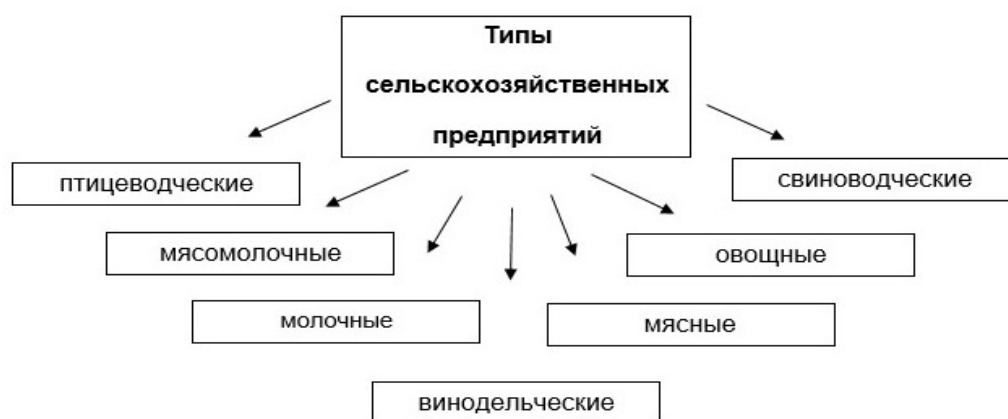 Типы
сельскохозяйственных
предприятий
птицеводческие
свиноводческие
мясомолочные
овощные
молочные
мясные
винодельческие